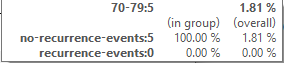 70-79:5 1.81 %
(in group) (overall)
no-recurrence-events:5 100.00 % 1.81 %
recurrence-events:0 0.00 % 0.00 %